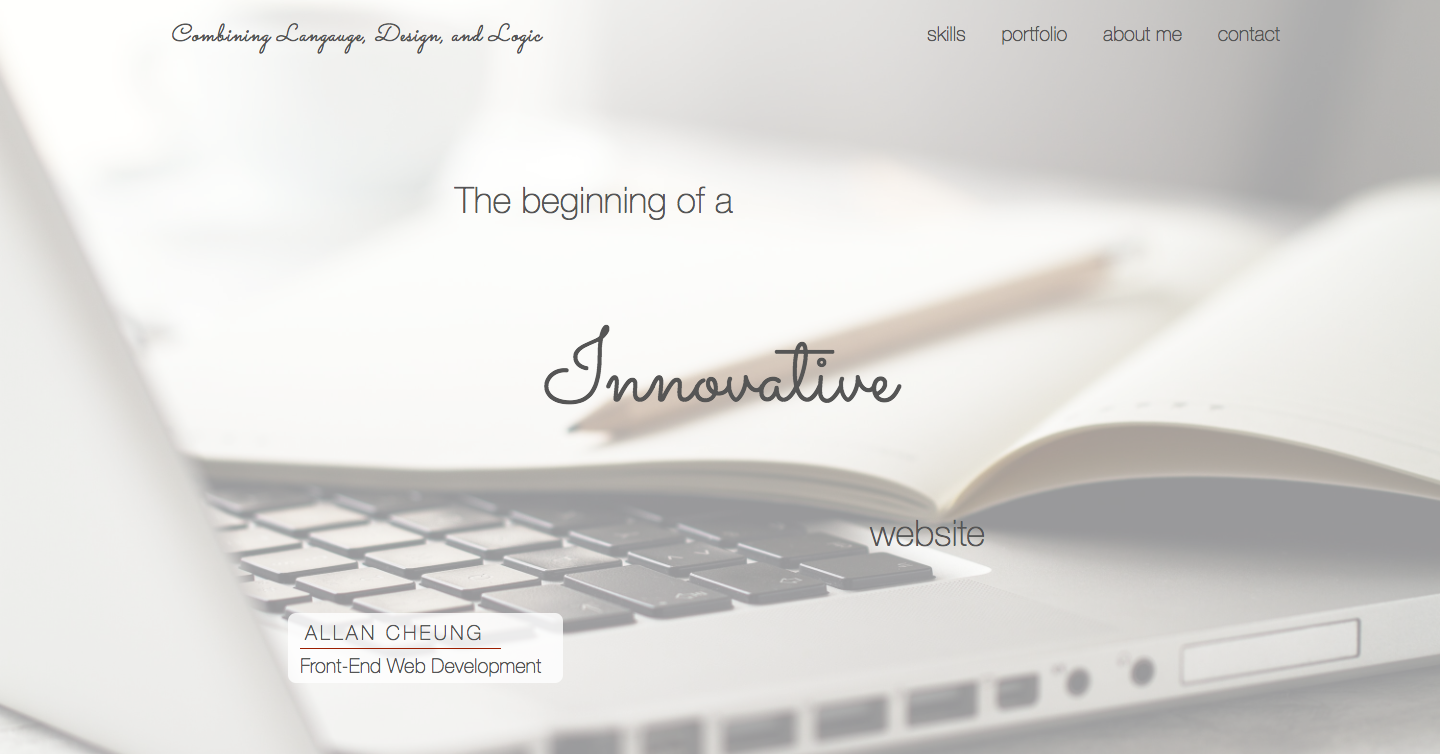 Combining Langauge, Design, and Logic
skills portfolio about me contact
The beginning of a
Innovative
website
ALLAN CHEUNG
Front-End Web Development